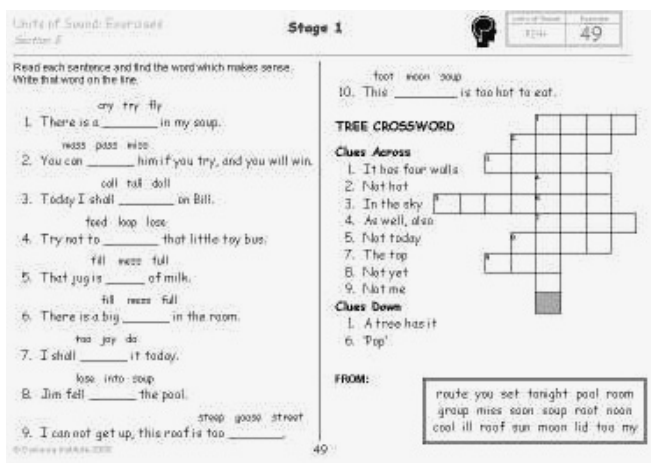 Units of Sound: Exercises
Section E
Stage 1
Units of Sound
Exercise
49
Read each sentence and find the word which makes sense.
Write that word on the line.
cry try fly
1. There is a ________ in my soup.
mass pass miss
2. You can ________ him if you try, and you will win.
call tall doll
3. Today I shall ________ on Bill.
feed loop lose
4. Try not to ________ that little toy bus.
fill mess full
5. That jug is ________ of milk.
fill mess full
6. There is a big ________ in the room.
too joy do
7. I shall ________ it today.
lose into soup
8. Jim fell ________ the pool.
steep goose street
9. I can not get up, this roof is too ________.
foot moon soup
10. This ________ is too hot to eat.
TREE CROSSWORD
Clues Across
1. It has four walls
2. Not hot
3. In the sky
4. As well, also
5. Not today
7. The top
8. Not yet
9. Not me
Clues Down
1. A tree has it
6. 'Pop'
FROM:
route you set tonight pool room
group miss soon soup root noon
cool ill roof sun moon lid too my
49